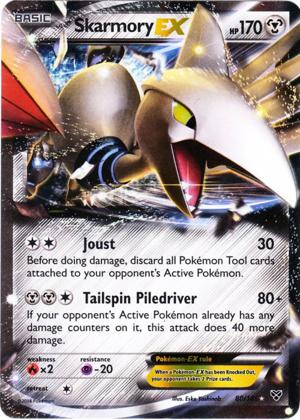 BASIC
Skarmory EX HP 170
Joust 30
Before doing damage, discard all Pokémon Tool cards
attached to your opponent's Active Pokémon.
Tailspin Piledriver 80+
If your opponent's Active Pokémon already has any
damage counters on it, this attack does 40 more
damage.
weakness resistance
×2 -20
retreat
Pokémon-EX rule
When a Pokémon-EX has been Knocked Out,
your opponent takes 2 Prize cards.
Illus. Eske Yoshinob